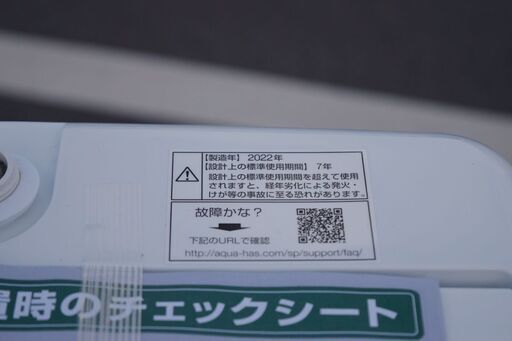 【製造年】2022年
【設計上の標準使用期間】7年
設計上の標準使用期間を超えて使用
されますと、経年劣化による発火・
けが等の事故に至る恐れがあります。
故障かな？
下記のURLで確認
http://aqua-has.com/sp/support/faq/
置時のチェックシート